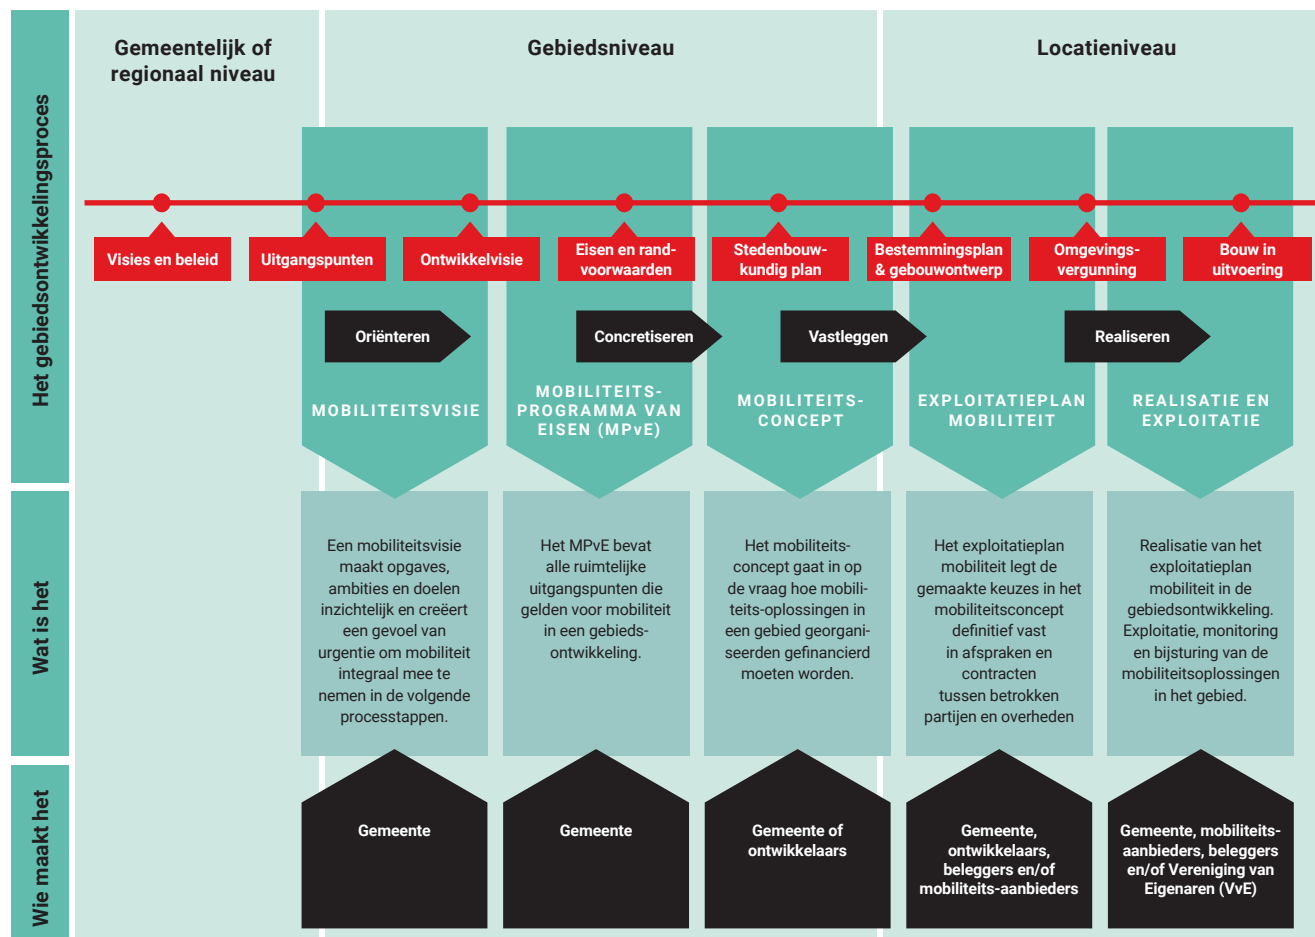 Het gebiedsontwikkelingsproces
Gemeentelijk of
regionaal niveau
Gebiedsniveau
Locatieniveau
Visies en beleid
Uitgangspunten
Ontwikkelvisie
Eisen en rand-
voorwaarden
Stedenbouw-
kundig plan
Bestemmingsplan
& gebouwontwerp
Omgevings-
vergunning
Bouw in
uitvoering
Oriënteren
Concretiseren
Vastleggen
Realiseren
MOBILITEITSVISIE
MOBILITEITS-
PROGRAMMA VAN
EISEN (MPvE)
MOBILITEITS-
CONCEPT
EXPLOITATIEPLAN
MOBILITEIT
REALISATIE EN
EXPLOITATIE
Wat is het
Een mobiliteitsvisie
maakt opgaves,
ambities en doelen
inzichtelijk en creëert
een gevoel van
urgentie om mobiliteit
integraal mee te
nemen in de volgende
processtappen.
Het MPvE bevat
alle ruimtelijke
uitgangspunten die
gelden voor mobiliteit
in een gebieds-
ontwikkeling.
Het mobiliteits-
concept gaat in op
de vraag hoe mobili-
teits-oplossingen in
een gebied georgani-
seerden gefinancierd
moeten worden.
Het exploitatieplan
mobiliteit legt de
gemaakte keuzes in het
mobiliteitsconcept
definitief vast
in afspraken en
contracten
tussen betrokken
partijen en overheden
Realisatie van het
exploitatieplan
mobiliteit in de
gebiedsontwikkeling.
Exploitatie, monitoring
en bijsturing van de
mobiliteitsoplossingen
in het gebied.
Wie maakt het
Gemeente
Gemeente
Gemeente of
ontwikkelaars
Gemeente,
ontwikkelaars,
beleggers en/of
mobiliteits-aanbieders
Gemeente, mobiliteits-
aanbieders, beleggers
en/of Vereniging van
Eigenaren (VvE)